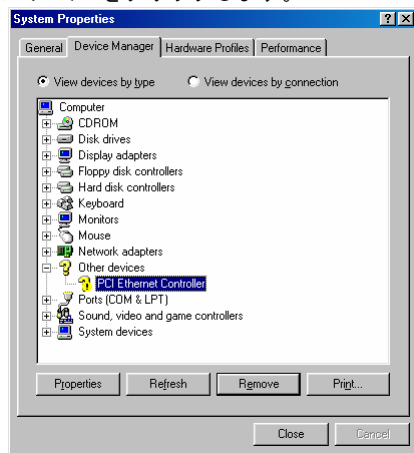 System Properties
General Device Manager Hardware Profiles Performance
View devices by type View devices by connection
Computer
CDROM
Disk drives
Display adapters
Floppy disk controllers
Hard disk controllers
Keyboard
Monitors
Mouse
Network adapters
Other devices
PCI Ethernet Controller
Ports (COM & LPT)
Sound, video and game controllers
System devices
Properties Refresh Remove Print...
Close Cancel